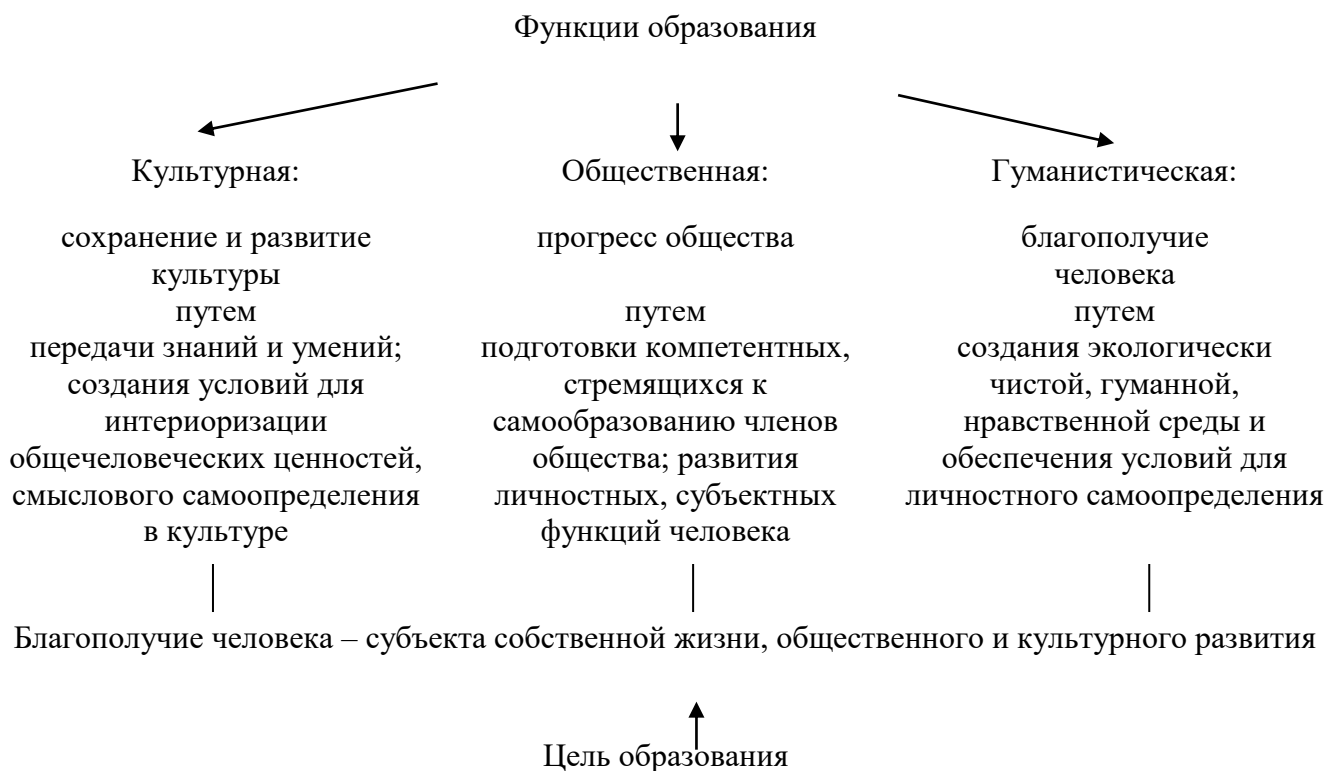 Функции образования
Культурная:
сохранение и развитие
культуры
путем
передачи знаний и умений;
создания условий для
интериоризации
общечеловеческих ценностей,
смыслового самоопределения
в культуре
Общественная:
прогресс общества
путем
подготовки компетентных,
стремящихся к
самообразованию членов
общества; развития
личностных, субъектных
функций человека
Гуманистическая:
благополучие
человека
путем
создания экологически
чистой, гуманной,
нравственной среды и
обеспечения условий для
личностного самоопределения
Благополучие человека – субъекта собственной жизни, общественного и культурного развития
Цель образования